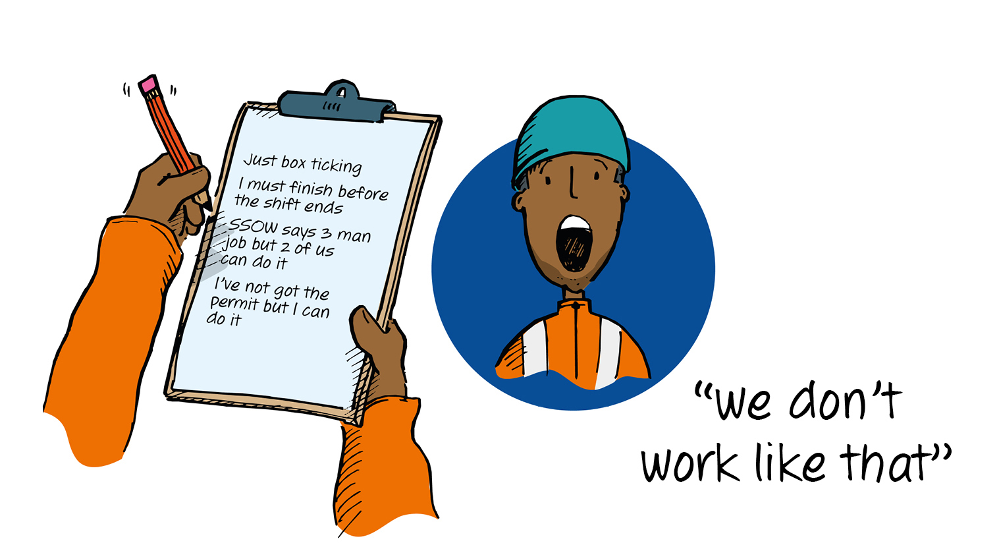 Just box ticking
I must finish before
the shift ends
SSOW says 3 man
job but 2 of us
can do it
I've not got the
permit but I can
do it
“we don't
work like that”